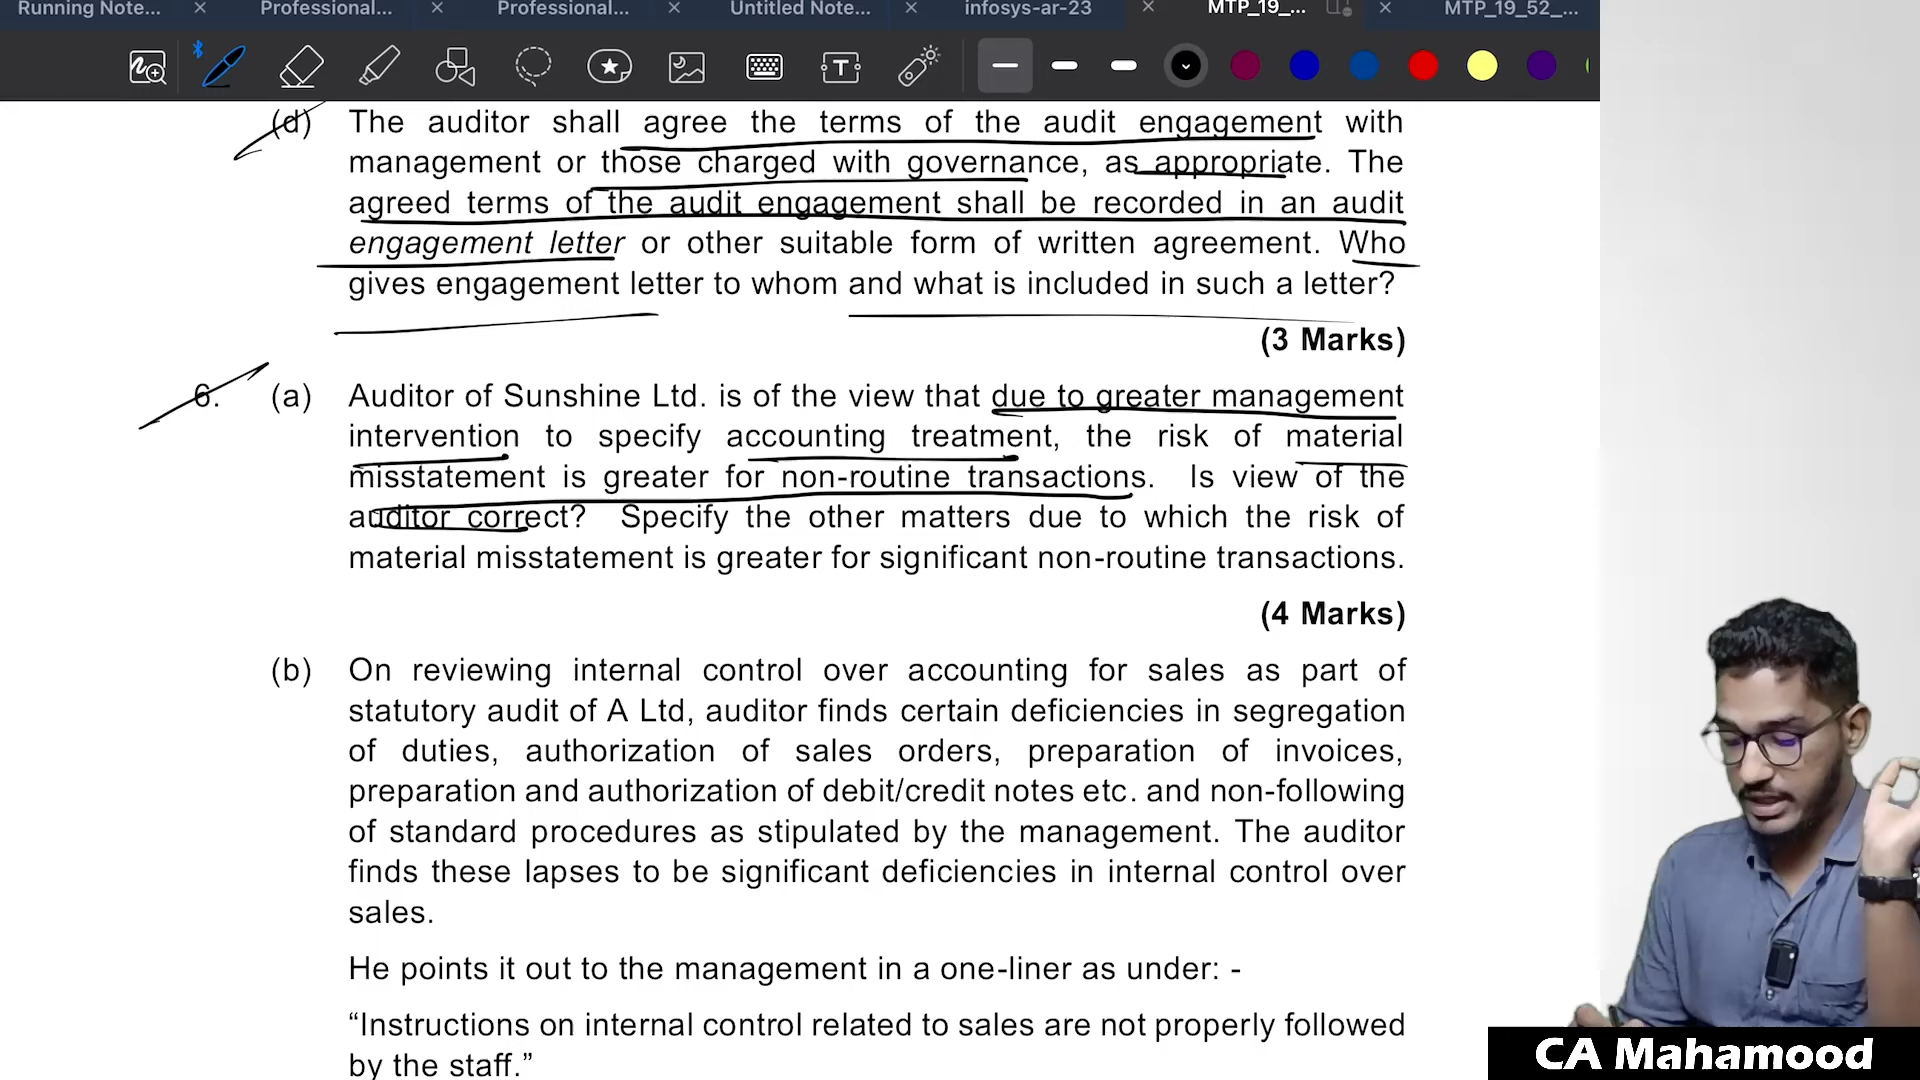 Running Note...
Professional...
Professional...
Untitled Note...
infosys-ar-23
MTP_19_...
MTP_19_52_...
(d) The auditor shall agree the terms of the audit engagement with
management or those charged with governance, as appropriate. The
agreed terms of the audit engagement shall be recorded in an audit
engagement letter or other suitable form of written agreement. Who
gives engagement letter to whom and what is included in such a letter?
(3 Marks)
6. (a) Auditor of Sunshine Ltd. is of the view that due to greater management
intervention to specify accounting treatment, the risk of material
misstatement is greater for non-routine transactions. Is view of the
auditor correct? Specify the other matters due to which the risk of
material misstatement is greater for significant non-routine transactions.
(4 Marks)
(b) On reviewing internal control over accounting for sales as part of
statutory audit of A Ltd, auditor finds certain deficiencies in segregation
of duties, authorization of sales orders, preparation of invoices,
preparation and authorization of debit/credit notes etc. and non-following
of standard procedures as stipulated by the management. The auditor
finds these lapses to be significant deficiencies in internal control over
sales.
He points it out to the management in a one-liner as under: -
“Instructions on internal control related to sales are not properly followed
by the staff.”
CA Mahamood